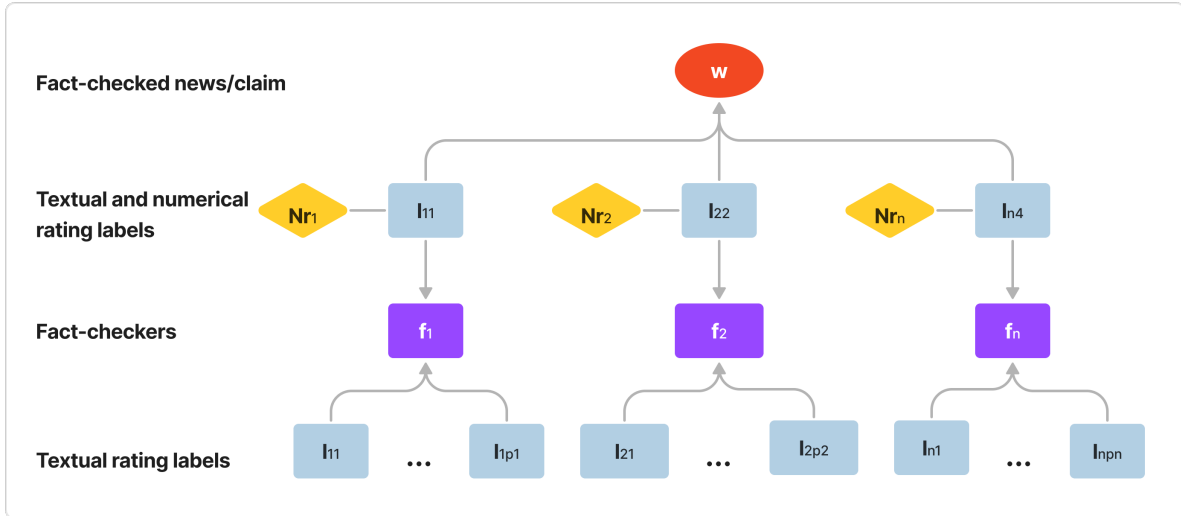 Fact-checked news/claim
w
Textual and numerical
rating labels
Nr1
l11
Nr2
l22
Nrn
ln4
Fact-checkers
f1
f2
fn
Textual rating labels
l11
...
l1p1
l21
...
l2p2
ln1
...
lnpn